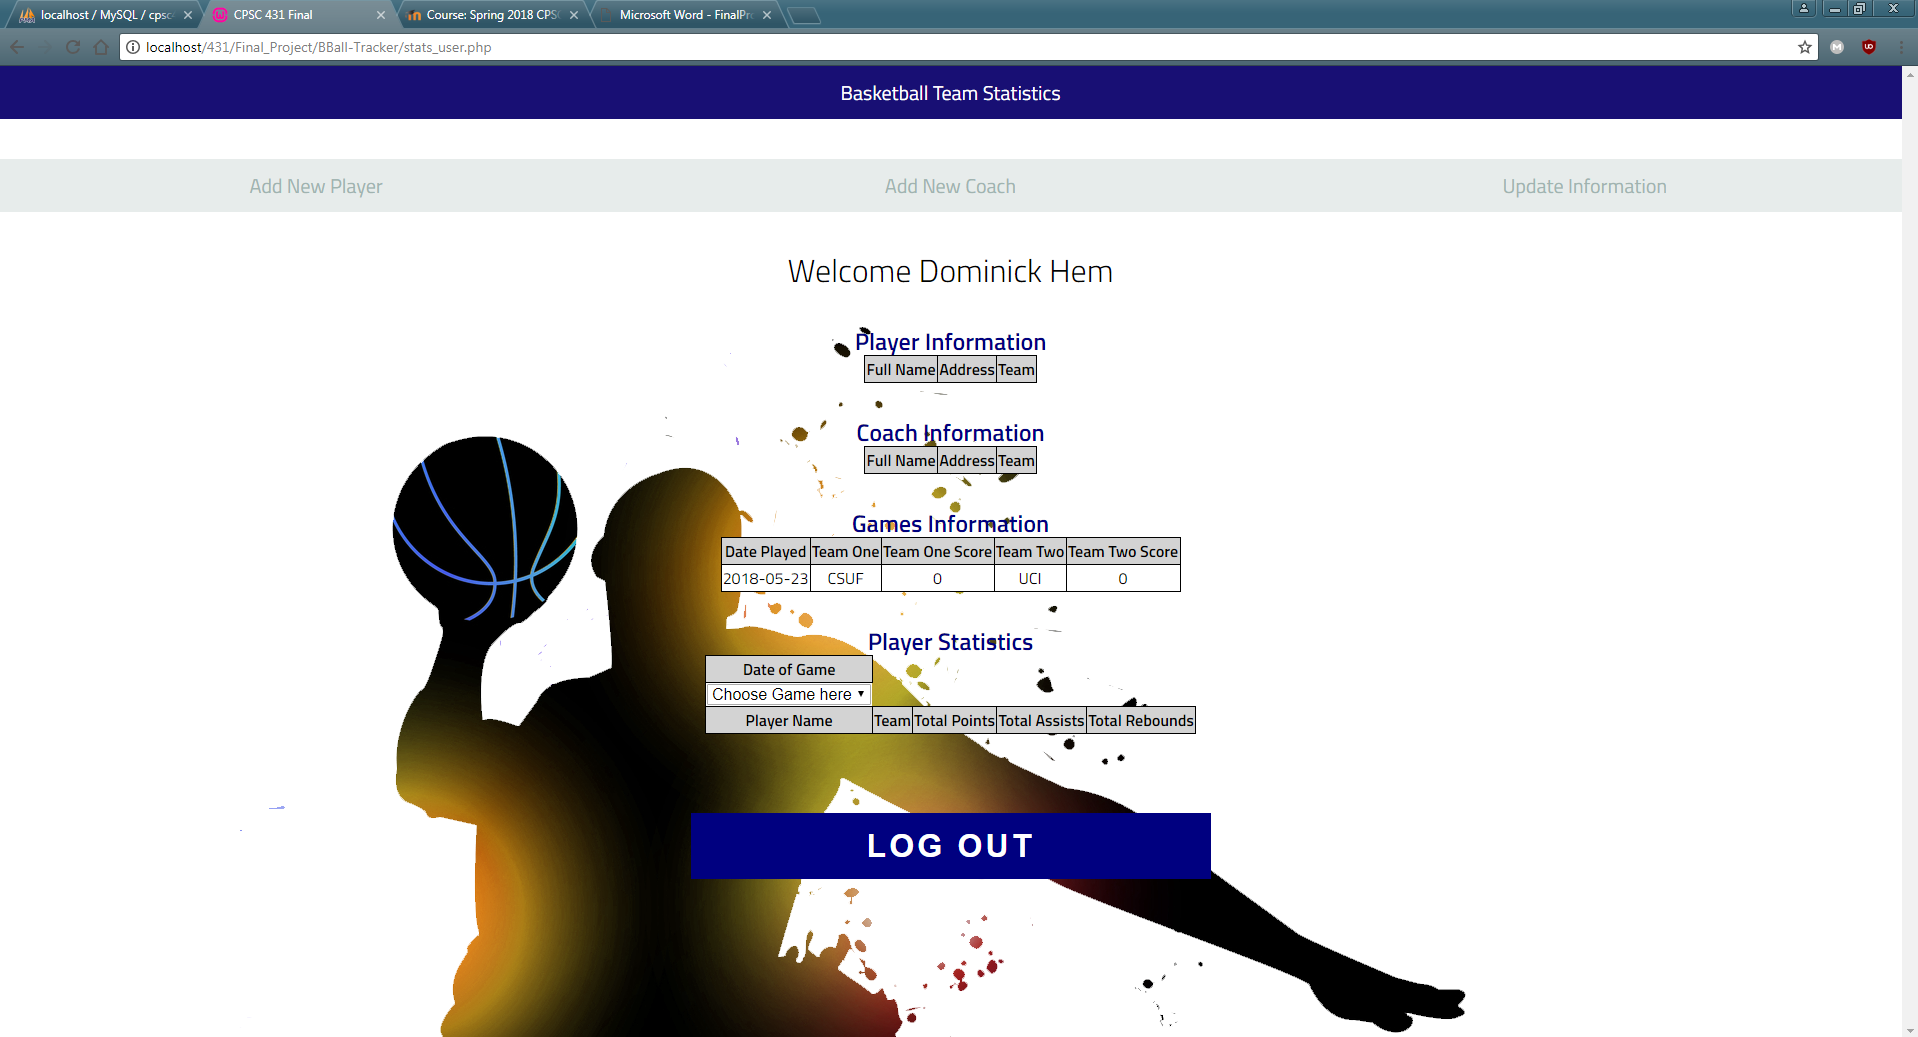 localhost / MySQL / cpsc
CPSC 431 Final
Course: Spring 2018 CPS
Microsoft Word - FinalPr
localhost/431/Final_Project/BBall-Tracker/stats_user.php
Basketball Team Statistics
Add New Player Add New Coach Update Information
Welcome Dominick Hem
Player Information
Full Name Address Team
Coach Information
Full Name Address Team
Games Information
Date Played Team One Team One Score Team Two Team Two Score
2018-05-23 CSUF 0 UCI 0
Player Statistics
Date of Game
Choose Game here
Player Name Team Total Points Total Assists Total Rebounds
LOG OUT